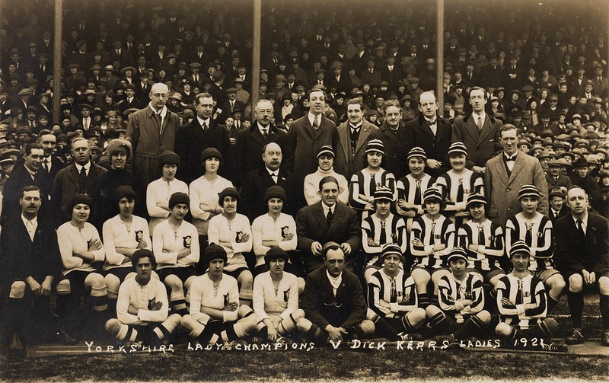 YORKSHIRE LADY CHAMPIONS V DICK KERRS LADIES 1921